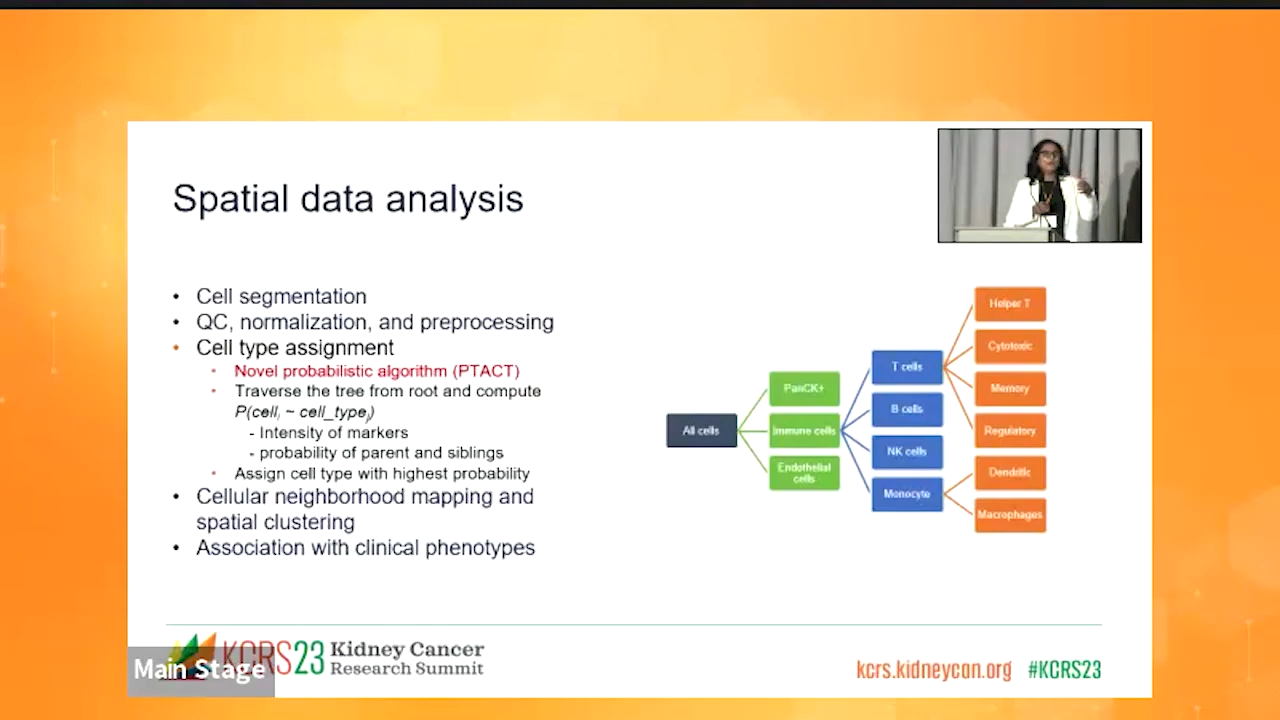 Spatial data analysis
• Cell segmentation
• QC, normalization, and preprocessing
• Cell type assignment
• Novel probabilistic algorithm (PTACT)
• Traverse the tree from root and compute
P(cellᵢ ~ cell_typeⱼ)
- Intensity of markers
- probability of parent and siblings
• Assign cell type with highest probability
• Cellular neighborhood mapping and
spatial clustering
• Association with clinical phenotypes
All cells
PanCK+
Immune cells
Endothelial
cells
T cells
B cells
NK cells
Monocyte
Helper T
Cytotoxic
Memory
Regulatory
Dendritic
Macrophages
KCRS23
Kidney Cancer
Research Summit
Main Stage
kcrs.kidneycan.org #KCRS23